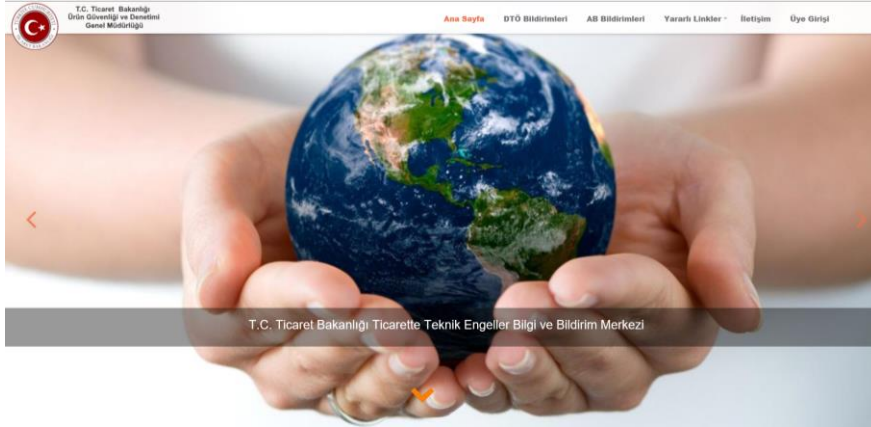 T.C. Ticaret Bakanlığı
Ürün Güvenliği ve Denetimi
Genel Müdürlüğü
Ana Sayfa DTÖ Bildirimleri AB Bildirimleri Yararlı Linkler İletişim Üye Girişi
T.C. Ticaret Bakanlığı Ticarette Teknik Engeller Bilgi ve Bildirim Merkezi